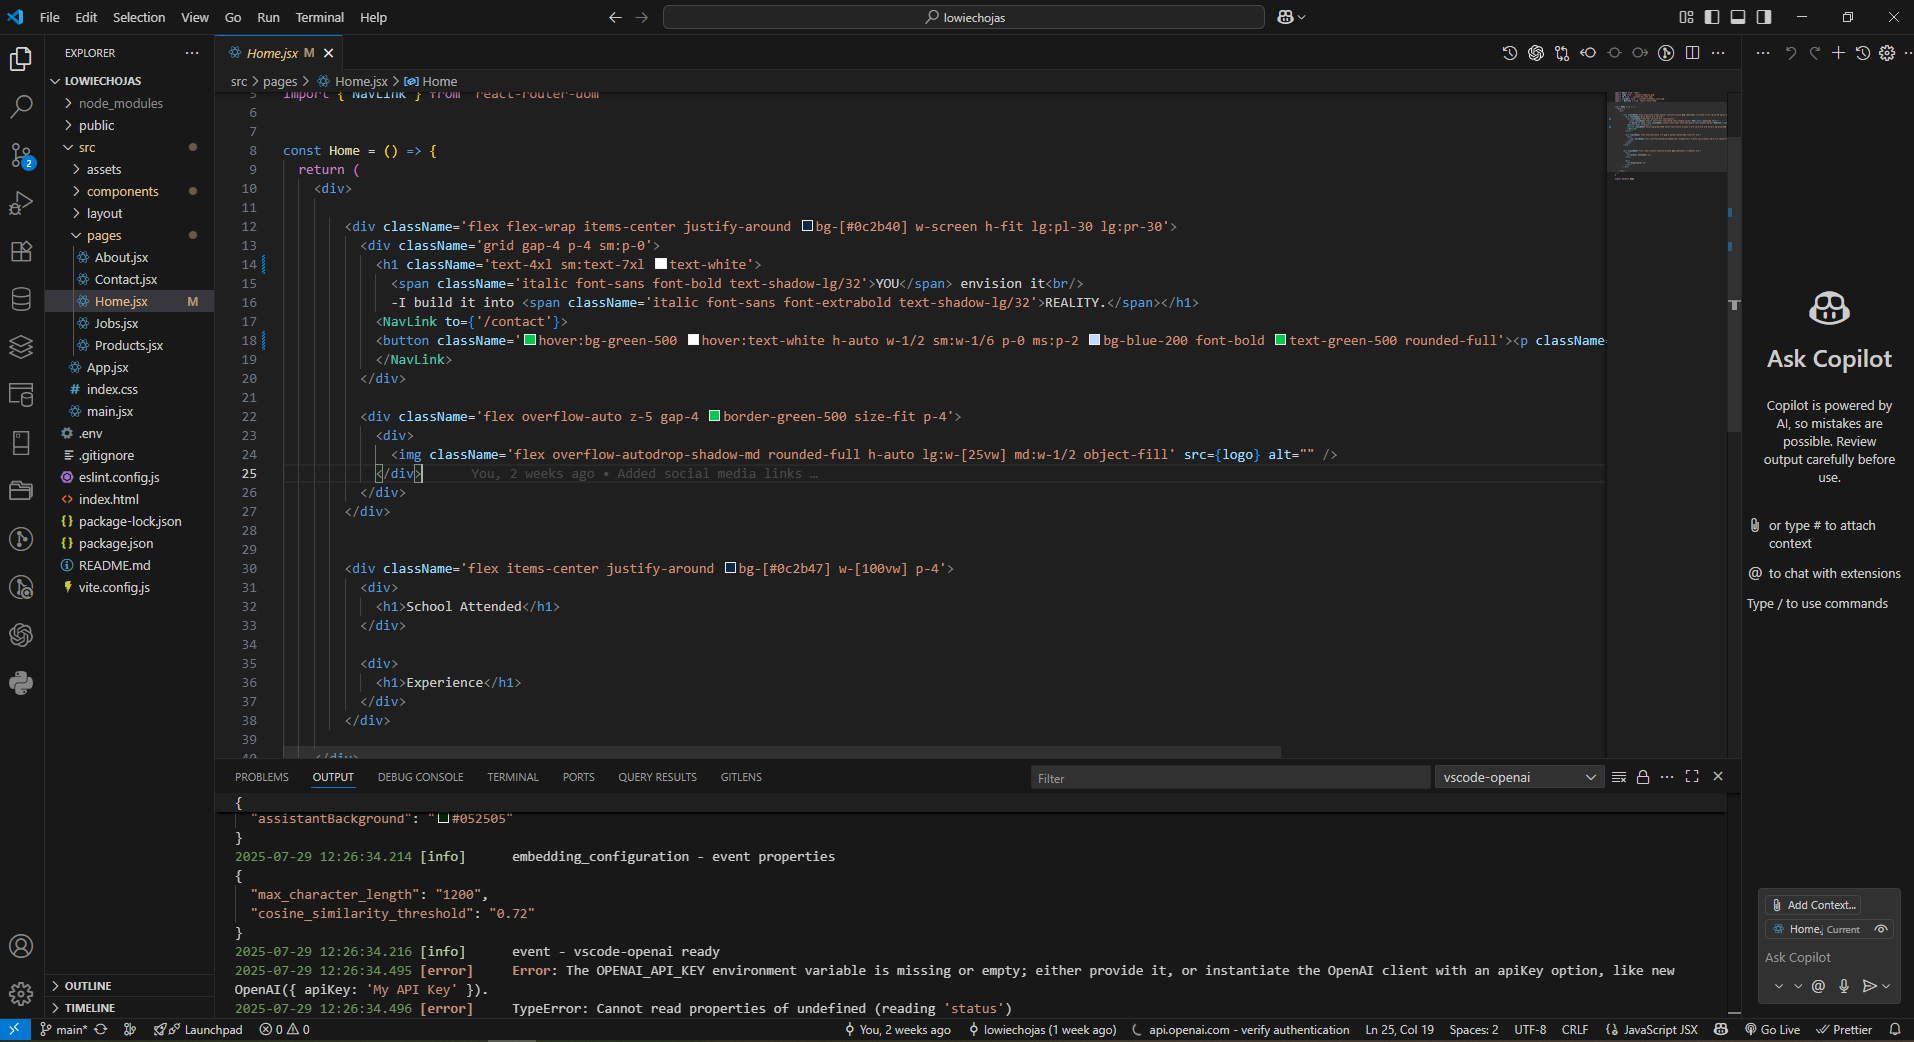 File Edit Selection View Go Run Terminal Help
lowiechojas
EXPLORER
LOWIECHOJAS
node_modules
public
src
assets
components
layout
pages
About.jsx
Contact.jsx
Home.jsx M
Jobs.jsx
Products.jsx
App.jsx
# index.css
main.jsx
.env
.gitignore
eslint.config.js
<> index.html
{} package-lock.json
{} package.json
README.md
vite.config.js
OUTLINE
TIMELINE
2
Home.jsx M
src > pages > Home.jsx > Home
5 import { NavLink } from 'react-router-dom'
6
7
8 const Home = () => {
9 return (
10 <div>
11
12 <div className='flex flex-wrap items-center justify-around bg-[#0c2b40] w-screen h-fit lg:pl-30 lg:pr-30'>
13 <div className='grid gap-4 p-4 sm:p-0'>
14 <h1 className='text-4xl sm:text-7xl text-white'>
15 <span className='italic font-sans font-bold text-shadow-lg/32'>YOU</span> envision it<br/>
16 -I build it into <span className='italic font-sans font-extrabold text-shadow-lg/32'>REALITY.</span></h1>
17 <NavLink to={'/contact'}>
18 <button className='hover:bg-green-500 hover:text-white h-auto w-1/2 sm:w-1/6 p-0 ms:p-2 bg-blue-200 font-bold text-green-500 rounded-full'><p className=
19 </NavLink>
20 </div>
21
22 <div className='flex overflow-auto z-5 gap-4 border-green-500 size-fit p-4'>
23 <div>
24 <img className='flex overflow-autodrop-shadow-md rounded-full h-auto lg:w-[25vw] md:w-1/2 object-fill' src={logo} alt="" />
25 </div> You, 2 weeks ago • Added social media links …
26 </div>
27 </div>
28
29
30 <div className='flex items-center justify-around bg-[#0c2b47] w-[100vw] p-4'>
31 <div>
32 <h1>School Attended</h1>
33 </div>
34
35 <div>
36 <h1>Experience</h1>
37 </div>
38 </div>
39
40 </div>
PROBLEMS OUTPUT DEBUG CONSOLE TERMINAL PORTS QUERY RESULTS GITLENS
Filter
vscode-openai
{
"assistantBackground": "#052505"
}
2025-07-29 12:26:34.214 [info] embedding_configuration - event properties
{
"max_character_length": "1200",
"cosine_similarity_threshold": "0.72"
}
2025-07-29 12:26:34.216 [info] event - vscode-openai ready
2025-07-29 12:26:34.495 [error] Error: The OPENAI_API_KEY environment variable is missing or empty; either provide it, or instantiate the OpenAI client with an apiKey option, like new
OpenAI({ apiKey: 'My API Key' }).
2025-07-29 12:26:34.496 [error] TypeError: Cannot read properties of undefined (reading 'status')
Ask Copilot
Copilot is powered by
AI, so mistakes are
possible. Review
output carefully before
use.
or type # to attach
context
@ to chat with extensions
Type / to use commands
Add Context...
Home.j Current
Ask Copilot
@
main* Launchpad 0 0 You, 2 weeks ago lowiechojas (1 week ago) api.openai.com - verify authentication Ln 25, Col 19 Spaces: 2 UTF-8 CRLF {} JavaScript JSX Go Live Prettier